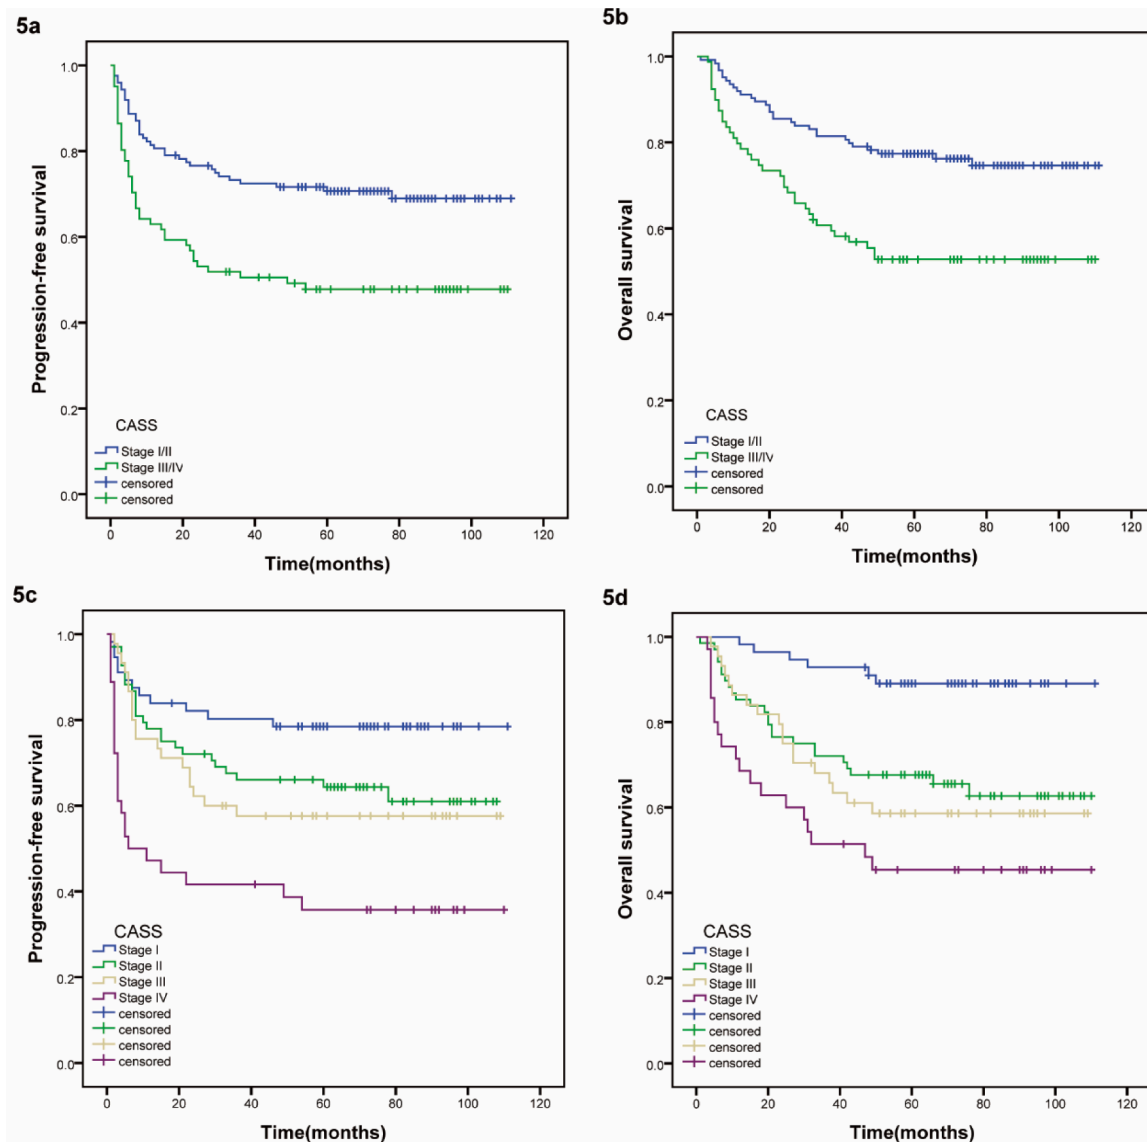 5a
1.0
0.8
0.6
0.4
0.2
0.0
Progression-free survival
CASS
Stage I/II
Stage III/IV
censored
censored
0 20 40 60 80 100 120
Time(months)
5b
1.0
0.8
0.6
0.4
0.2
0.0
Overall survival
CASS
Stage I/II
Stage III/IV
censored
censored
0 20 40 60 80 100 120
Time(months)
5c
1.0
0.8
0.6
0.4
0.2
0.0
Progression-free survival
CASS
Stage I
Stage II
Stage III
Stage IV
censored
censored
censored
censored
0 20 40 60 80 100 120
Time(months)
5d
1.0
0.8
0.6
0.4
0.2
0.0
Overall survival
CASS
Stage I
Stage II
Stage III
Stage IV
censored
censored
censored
censored
0 20 40 60 80 100 120
Time(months)